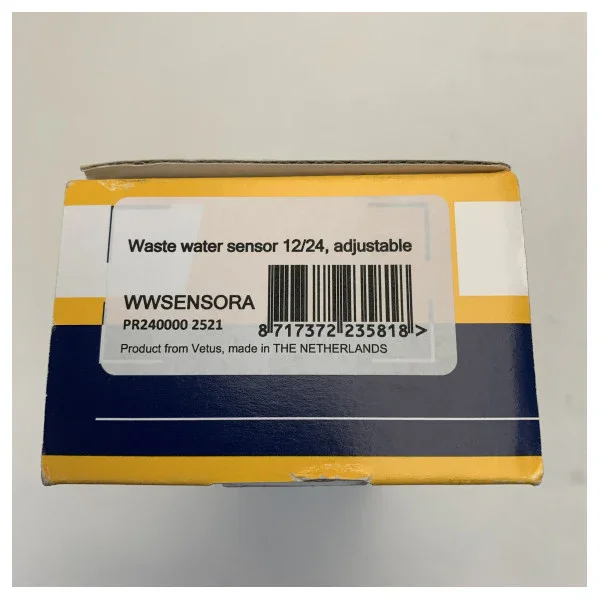 Waste water sensor 12/24, adjustable
WWSENSORA
PR240000 2521
8 717372 235818 >
Product from Vetus, made in THE NETHERLANDS